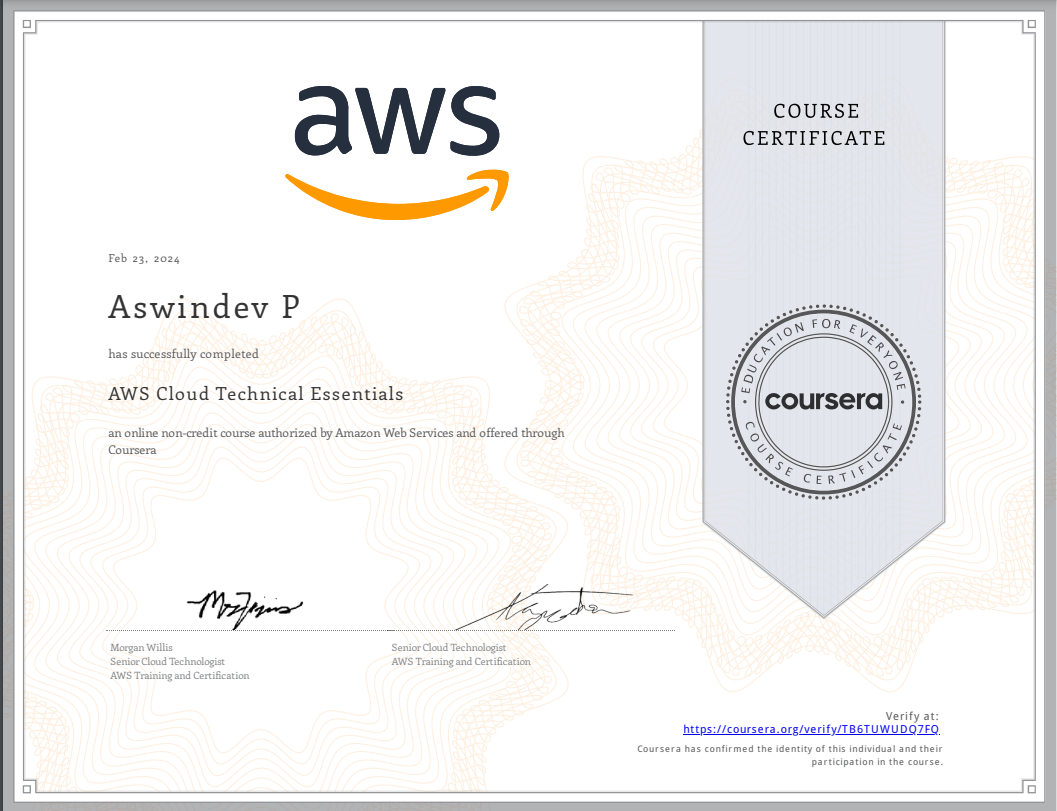 aws
COURSE
CERTIFICATE
Feb 23, 2024
Aswindev P
has successfully completed
AWS Cloud Technical Essentials
an online non-credit course authorized by Amazon Web Services and offered through
Coursera
EDUCATION FOR EVERYONE
coursera
COURSE CERTIFICATE
Morgan Willis
Senior Cloud Technologist
AWS Training and Certification
Senior Cloud Technologist
AWS Training and Certification
Verify at:
https://coursera.org/verify/TB6TUWUDQ7FQ
Coursera has confirmed the identity of this individual and their
participation in the course.